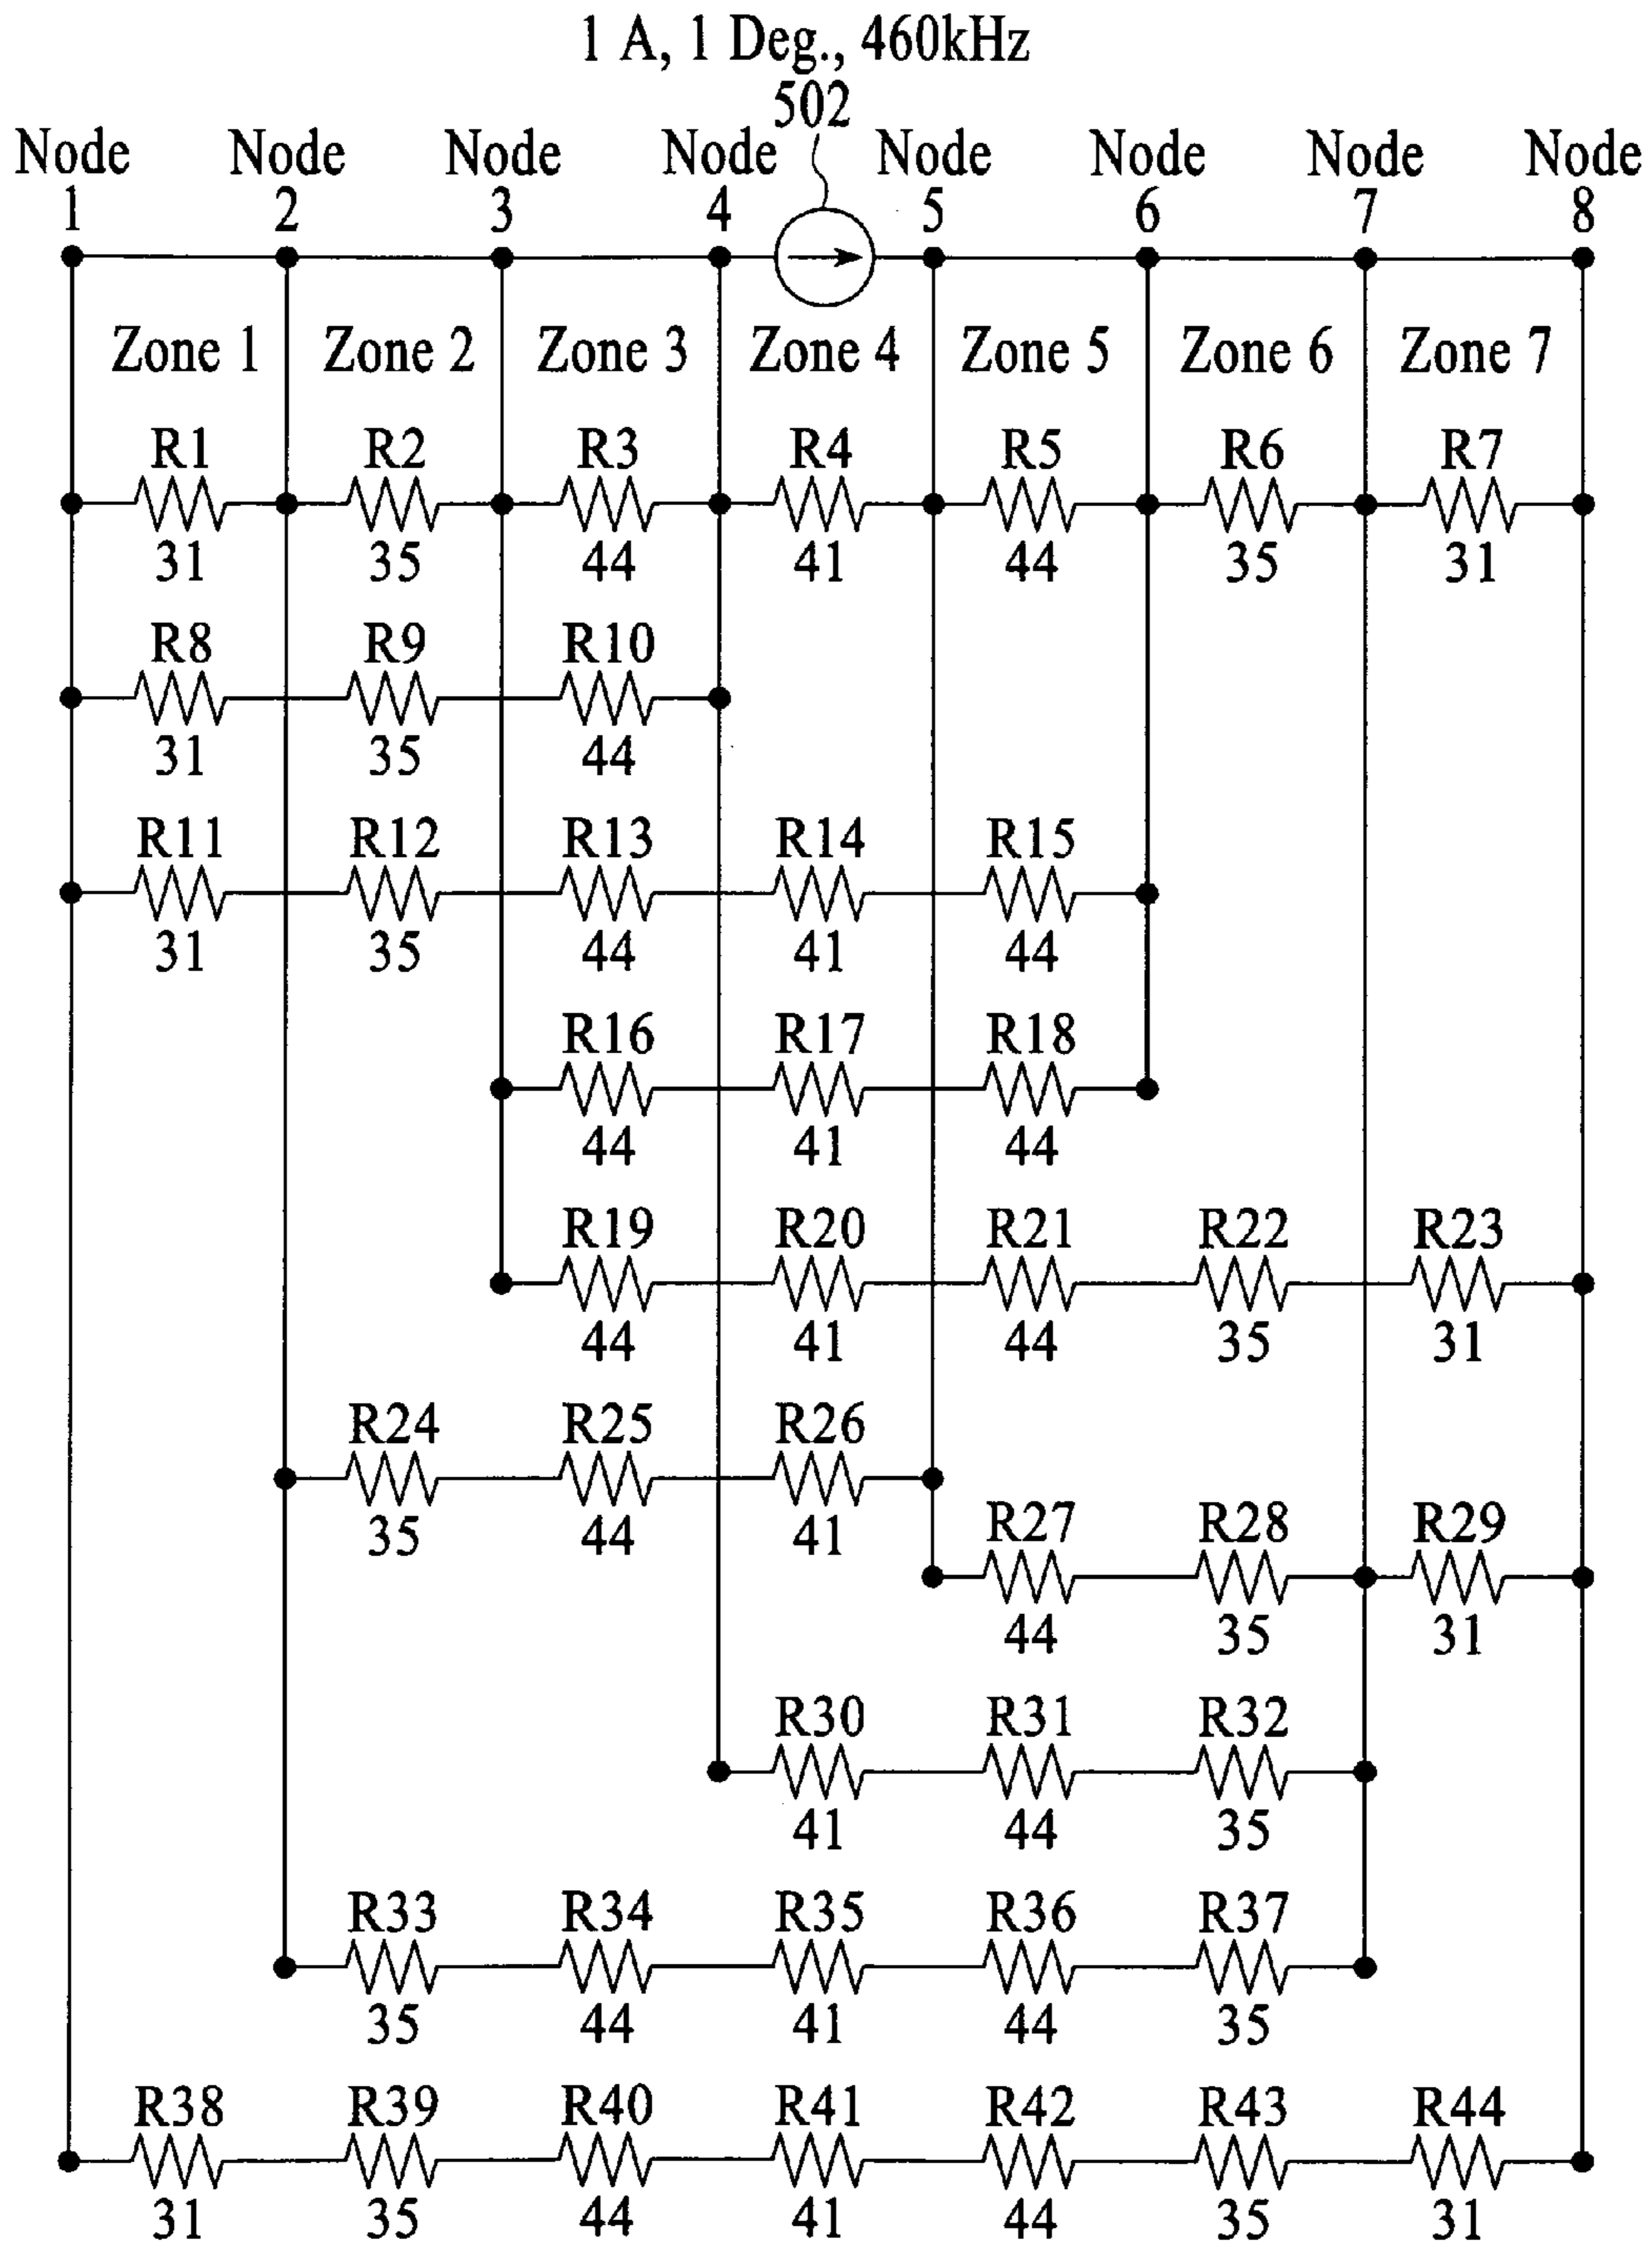 1 A, 1 Deg., 460kHz
502
Node Node Node Node Node Node Node Node
1 2 3 4 5 6 7 8
Zone 1 Zone 2 Zone 3 Zone 4 Zone 5 Zone 6 Zone 7
R1 R2 R3 R4 R5 R6 R7
31 35 44 41 44 35 31
R8 R9 R10
31 35 44
R11 R12 R13 R14 R15
31 35 44 41 44
R16 R17 R18
44 41 44
R19 R20 R21 R22 R23
44 41 44 35 31
R24 R25 R26
35 44 41
R27 R28 R29
44 35 31
R30 R31 R32
41 44 35
R33 R34 R35 R36 R37
35 44 41 44 35
R38 R39 R40 R41 R42 R43 R44
31 35 44 41 44 35 31